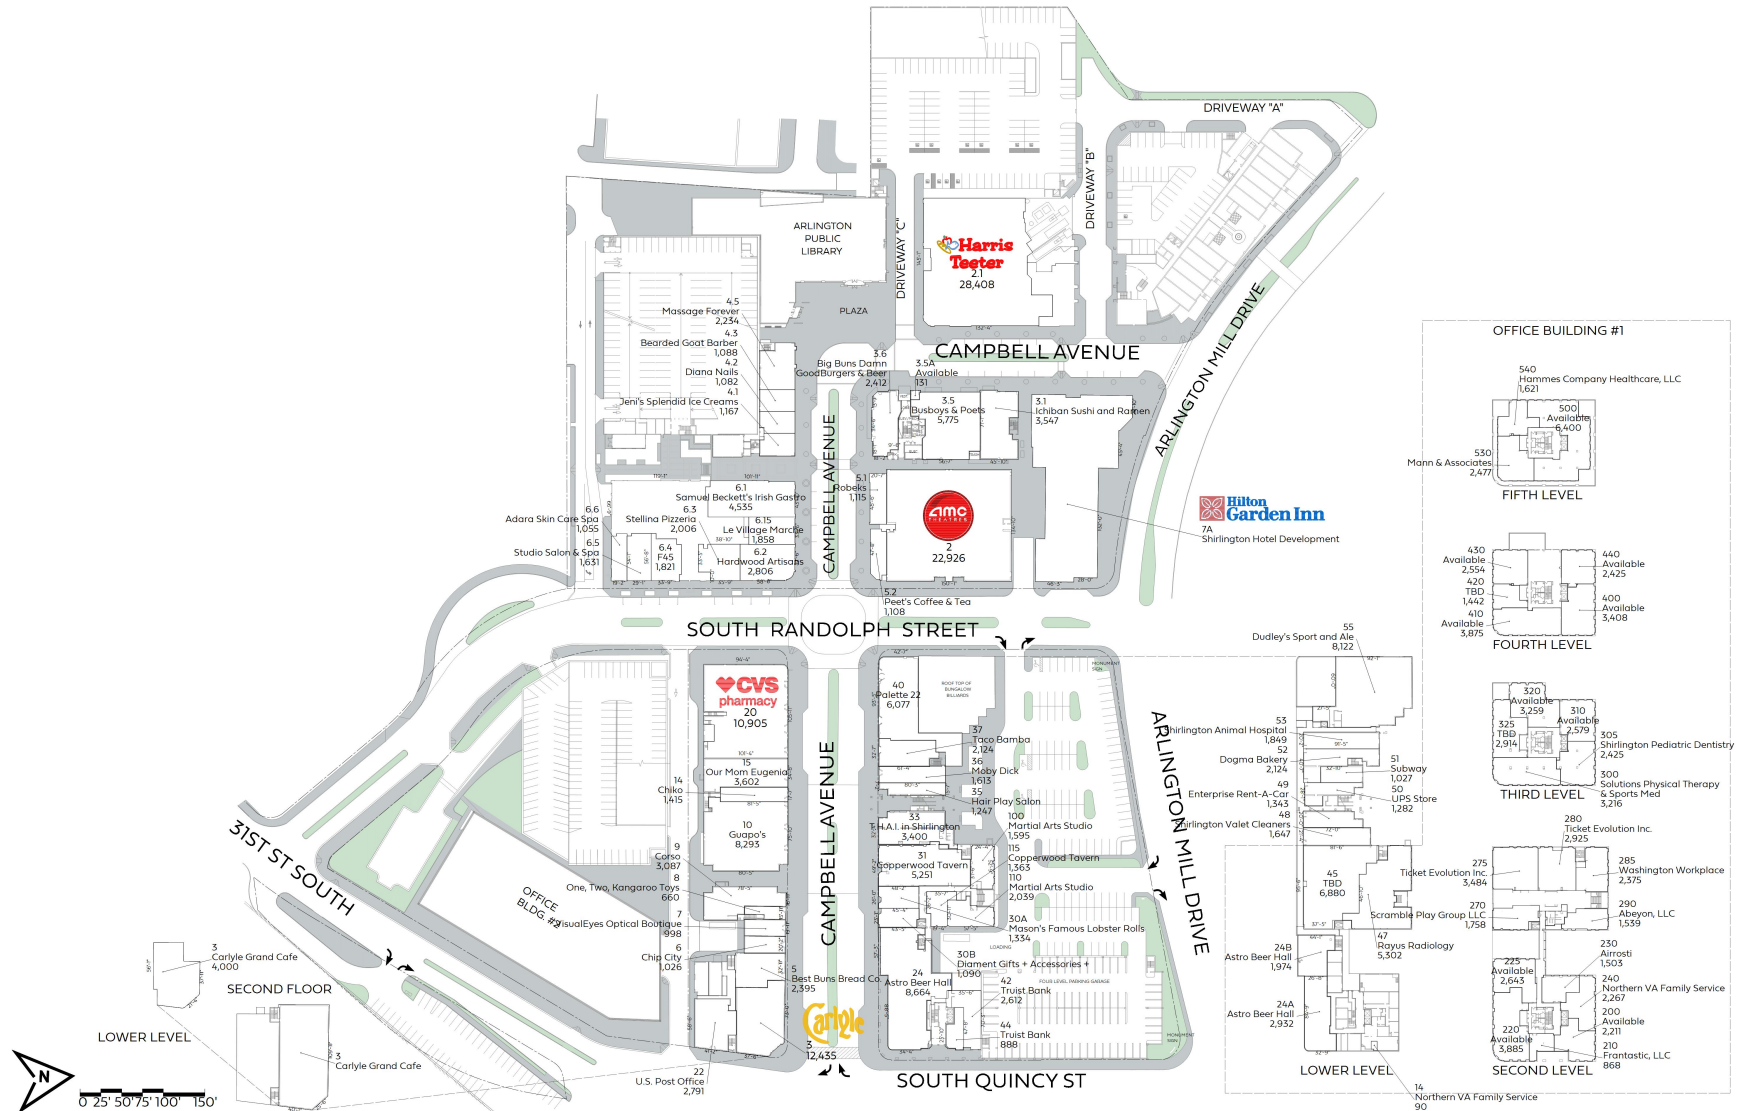 DRIVEWAY "A"
DRIVEWAY "B"
DRIVEWAY "C"
ARLINGTON
PUBLIC
LIBRARY
PLAZA
Harris
Teeter
2.1
28,408
CAMPBELL AVENUE
ARLINGTON MILL DRIVE
4.5
Massage Forever
2,234
4.3
Bearded Goat Barber
1,088
4.2
Diana Nails
1,082
4.1
Jeni's Splendid Ice Creams
1,167
3.6
Big Buns Damn
GoodBurgers & Beer
2,412
3.5A
Available
131
3.5
Busboys & Poets
5,775
3.1
Ichiban Sushi and Ramen
3,547
CAMPBELL AVENUE
5.1
Robeks
1,115
AMC
THEATRES
2
22,926
5.2
Peet's Coffee & Tea
1,108
Hilton
Garden Inn
7A
Shirlington Hotel Development
6.1
Samuel Beckett's Irish Gastro
4,535
6.15
Le Village Marche
1,858
6.2
Hardwood Artisans
2,806
6.3
Stellina Pizzeria
2,006
6.4
F45
1,821
6.6
Adara Skin Care Spa
1,055
6.5
Studio Salon & Spa
1,631
SOUTH RANDOLPH STREET
CVS
pharmacy
20
10,905
15
Our Mom Eugenia
3,602
14
Chiko
1,415
10
Guapo's
8,293
9
Corso
3,087
8
One, Two, Kangaroo Toys
660
7
VisualEyes Optical Boutique
998
6
Chip City
1,026
5
Best Buns Bread Co.
2,395
Carlyle
3
12,435
22
U.S. Post Office
2,791
OFFICE
BLDG. #2
31ST ST SOUTH
CAMPBELL AVENUE
SOUTH QUINCY ST
ARLINGTON MILL DRIVE
40
Palette 22
6,077
ROOF TOP OF
BUNGALOW
BILLIARDS
MONUMENT
SIGN
37
Taco Bamba
2,124
36
Moby Dick
1,613
35
Hair Play Salon
1,247
33
H.A.I. in Shirlington
3,400
100
Martial Arts Studio
1,595
31
Copperwood Tavern
5,251
115
Copperwood Tavern
1,363
110
Martial Arts Studio
2,039
30A
Mason's Famous Lobster Rolls
1,334
LOADING
30B
Diament Gifts + Accessories +
1,090
24
Astro Beer Hall
8,664
42
Truist Bank
2,612
FOUR LEVEL PARKING GARAGE
44
Truist Bank
888
MONUMENT
SIGN
3
Carlyle Grand Cafe
4,000
SECOND FLOOR
LOWER LEVEL
3
Carlyle Grand Cafe
N
0 25' 50' 75' 100' 150'
55
Dudley's Sport and Ale
8,122
53
Shirlington Animal Hospital
1,849
52
Dogma Bakery
2,124
51
Subway
1,027
50
UPS Store
1,282
49
Enterprise Rent-A-Car
1,343
48
Shirlington Valet Cleaners
1,647
45
TBD
6,880
47
Rayus Radiology
5,302
24B
Astro Beer Hall
1,974
24A
Astro Beer Hall
2,932
LOWER LEVEL
14
Northern VA Family Service
90
OFFICE BUILDING #1
540
Hammes Company Healthcare, LLC
1,621
500
Available
6,400
530
Mann & Associates
2,477
FIFTH LEVEL
430
Available
2,554
420
TBD
1,442
410
Available
3,875
440
Available
2,425
400
Available
3,408
FOURTH LEVEL
320
Available
3,259
310
Available
2,579
325
TBD
2,914
305
Shirlington Pediatric Dentistry
2,425
300
Solutions Physical Therapy
& Sports Med
3,216
THIRD LEVEL
280
Ticket Evolution Inc.
2,925
275
Ticket Evolution Inc.
3,484
285
Washington Workplace
2,375
270
Scramble Play Group LLC
1,758
290
Abeyon, LLC
1,539
230
Airrosti
1,503
225
Available
2,643
240
Northern VA Family Service
2,267
200
Available
2,211
220
Available
3,885
210
Frantastic, LLC
868
SECOND LEVEL